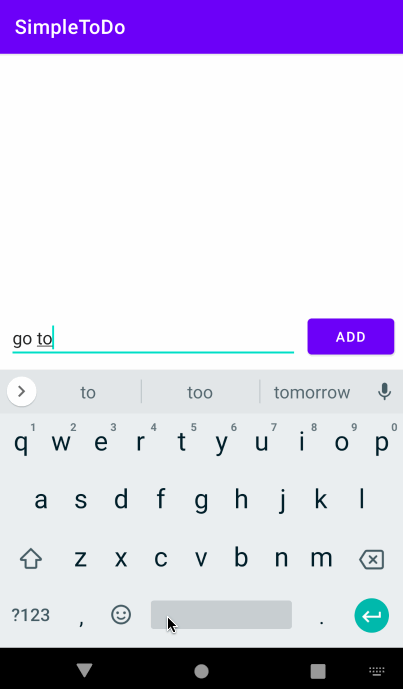 SimpleToDo
go to
ADD
to too tomorrow
1 2 3 4 5 6 7 8 9 0
q w e r t y u i o p
a s d f g h j k l
z x c v b n m
?123 , .